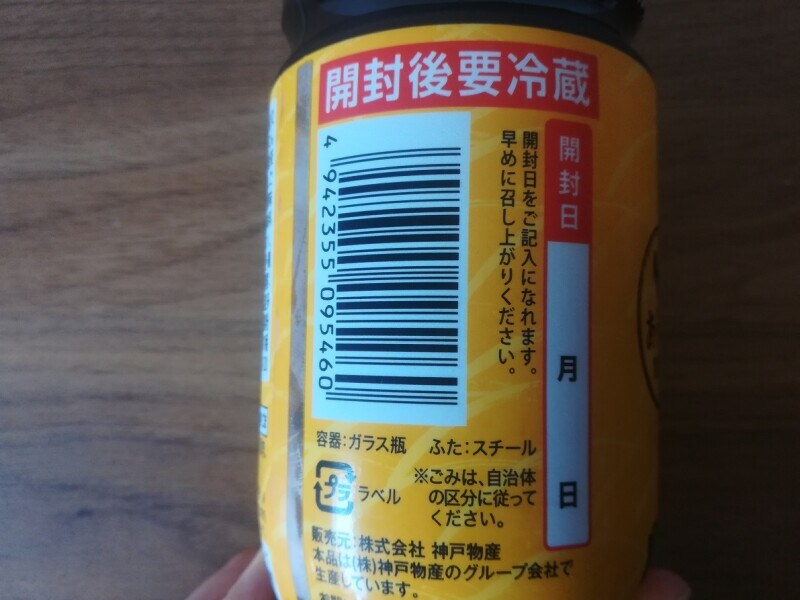 開封後要冷蔵
開封日
月
日
開封日をご記入になれます。
早めに召し上がりください。
4 942355 095460
容器:ガラス瓶 ふた:スチール
プラ ラベル
※ごみは、自治体
の区分に従って
ください。
販売元:株式会社 神戸物産
本品は(株)神戸物産のグループ会社で
生産しています。